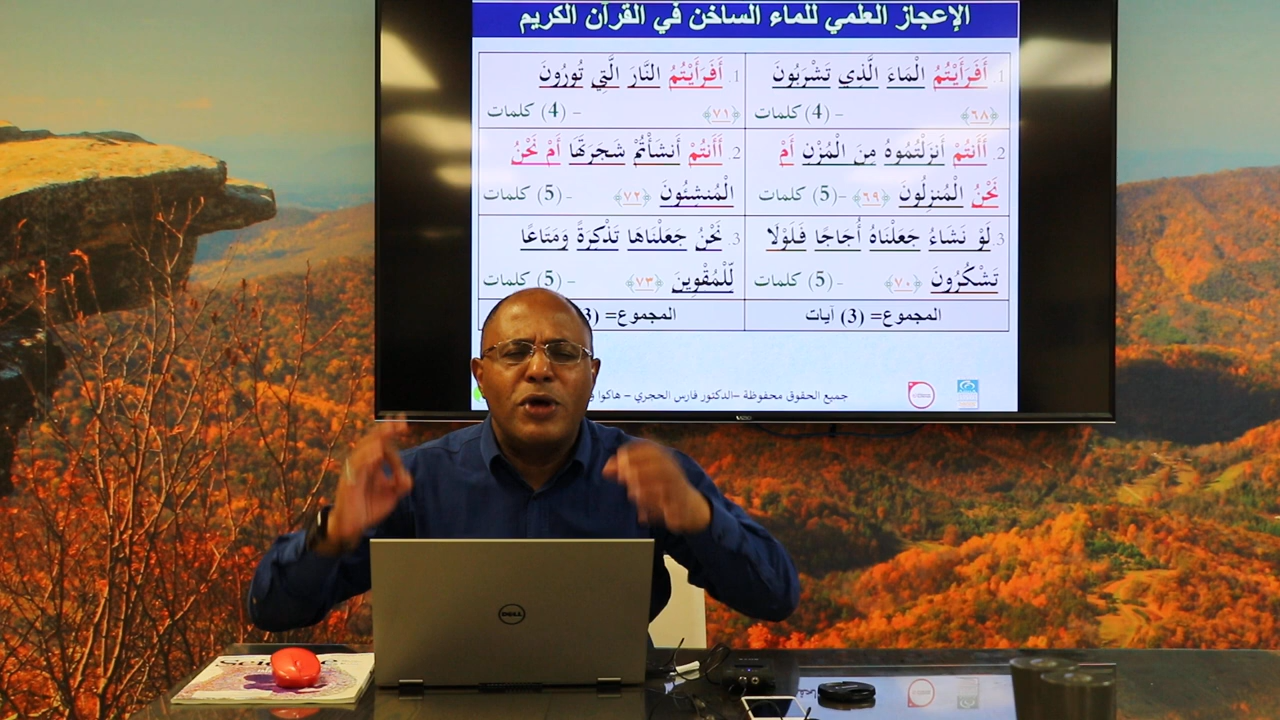 الإعجاز العلمي للماء الساخن في القرآن الكريم
1. أَفَرَأَيْتُمُ الْمَاءَ الَّذِي تَشْرَبُونَ
﴿٦٨﴾ – (4) كلمات
2. أَأَنتُمْ أَنزَلْتُمُوهُ مِنَ الْمُزْنِ أَمْ
نَحْنُ الْمُنزِلُونَ ﴿٦٩﴾ –(5) كلمات
3. لَوْ نَشَاءُ جَعَلْنَاهُ أُجَاجًا فَلَوْلَا
تَشْكُرُونَ ﴿٧٠﴾ –(5) كلمات
المجموع= (3) آيات
1. أَفَرَأَيْتُمُ النَّارَ الَّتِي تُورُونَ
﴿٧١﴾ – (4) كلمات
2. أَأَنتُمْ أَنشَأْتُمْ شَجَرَتَهَا أَمْ نَحْنُ
الْمُنشِئُونَ ﴿٧٢﴾ –(5) كلمات
3. نَحْنُ جَعَلْنَاهَا تَذْكِرَةً وَمَتَاعًا
لِّلْمُقْوِينَ ﴿٧٣﴾ –(5) كلمات
المجموع= (3)
جميع الحقوق محفوظة –الدكتور فارس الحجري – هاكوا
DELL